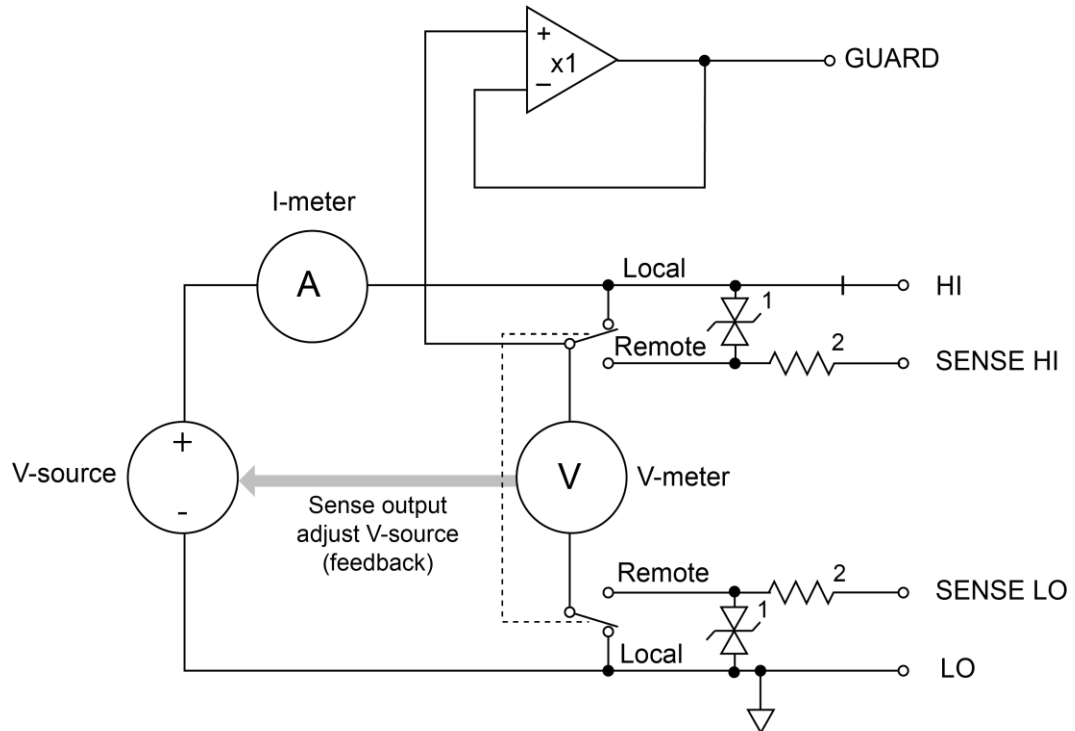 +
x1
−
GUARD
I-meter
A
Local
1
HI
Remote
2
SENSE HI
V-source
+
-
V
V-meter
Sense output
adjust V-source
(feedback)
Remote
2
SENSE LO
1
Local
LO